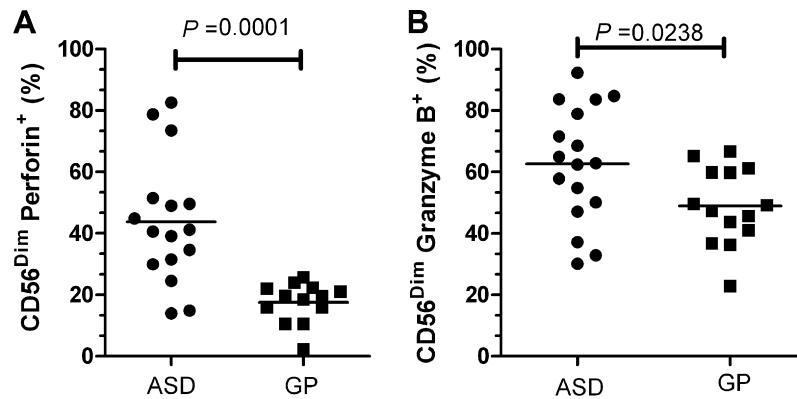 A
P =0.0001
CD56Dim Perforin+ (%)
100
80
60
40
20
0
ASD
GP
B
P =0.0238
CD56Dim Granzyme B+ (%)
100
80
60
40
20
0
ASD
GP